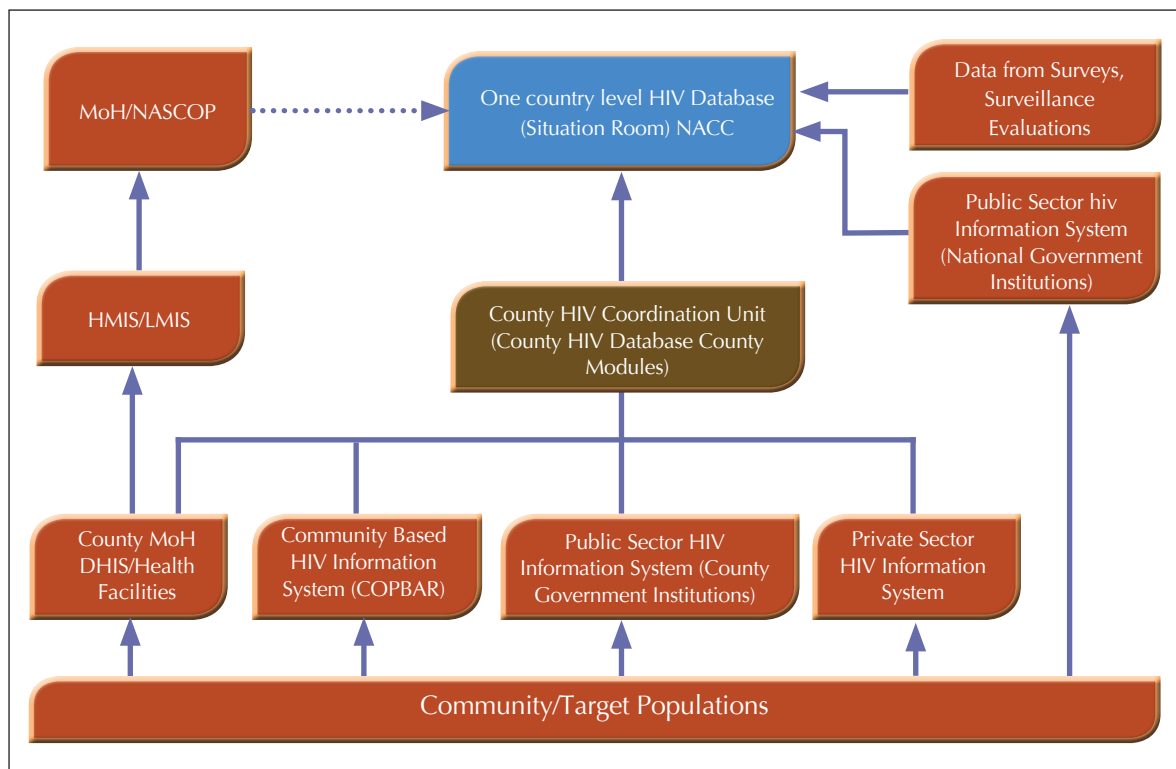 MoH/NASCOP
One country level HIV Database
(Situation Room) NACC
Data from Surveys,
Surveillance
Evaluations
Public Sector hiv
Information System
(National Government
Institutions)
HMIS/LMIS
County HIV Coordination Unit
(County HIV Database County
Modules)
County MoH
DHIS/Health
Facilities
Community Based
HIV Information
System (COPBAR)
Public Sector HIV
Information System (County
Government Institutions)
Private Sector
HIV Information
System
Community/Target Populations